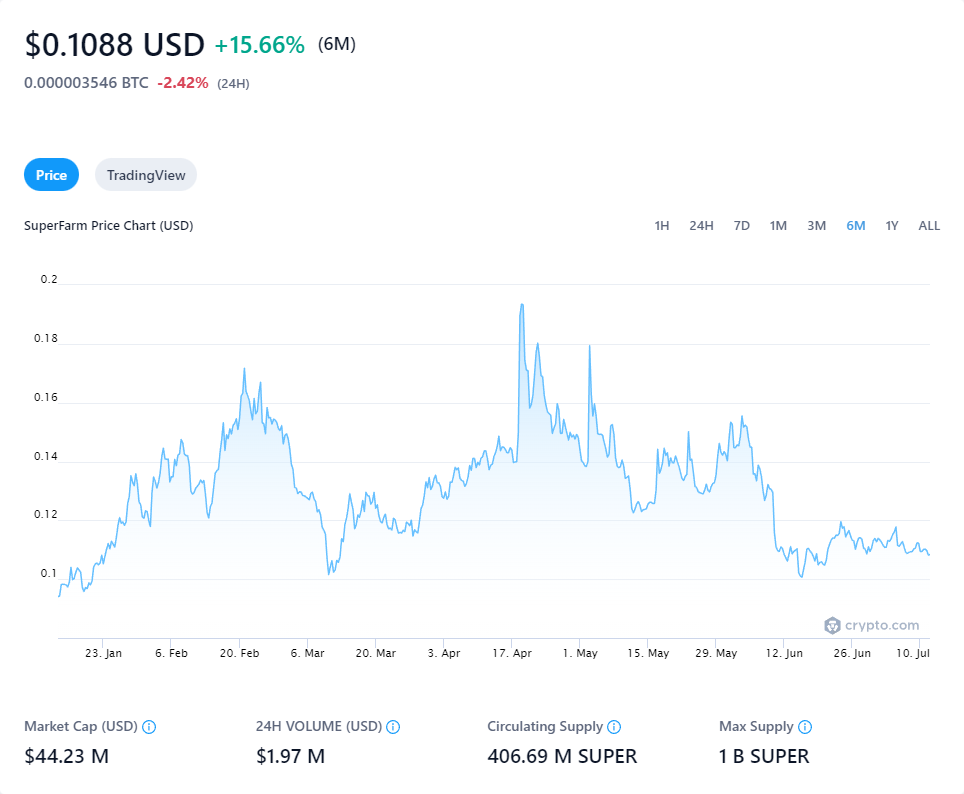 $0.1088 USD +15.66% (6M)
0.000003546 BTC -2.42% (24H)
Price TradingView
SuperFarm Price Chart (USD) 1H 24H 7D 1M 3M 6M 1Y ALL
0.2
0.18
0.16
0.14
0.12
0.1
crypto.com
23. Jan 6. Feb 20. Feb 6. Mar 20. Mar 3. Apr 17. Apr 1. May 15. May 29. May 12. Jun 26. Jun 10. Jul
Market Cap (USD) 24H VOLUME (USD) Circulating Supply Max Supply
$44.23 M $1.97 M 406.69 M SUPER 1 B SUPER